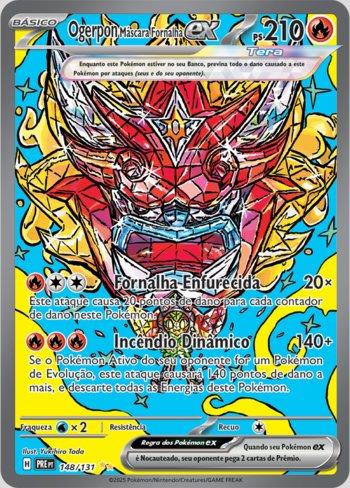 BÁSICO Ogerpon Máscara Fornalha ex PS 210
Tera
Enquanto este Pokémon estiver no seu Banco, previna todo o dano causado a este
Pokémon por ataques (seus e do seu oponente).
Fornalha Enfurecida 20×
Este ataque causa 20 pontos de dano para cada contador
de dano neste Pokémon.
Incêndio Dinâmico 140+
Se o Pokémon Ativo do seu oponente for um Pokémon
de Evolução, este ataque causará 140 pontos de dano a
mais, e descarte todas as Energias deste Pokémon.
Fraqueza ×2 Resistência Recuo
Ilust. Yukihiro Tada
H PRE PT 148/131
Regra dos Pokémon ex Quando seu Pokémon ex
é Nocauteado, seu oponente pega 2 cartas de Prêmio.
©2025 Pokémon/Nintendo/Creatures/GAME FREAK